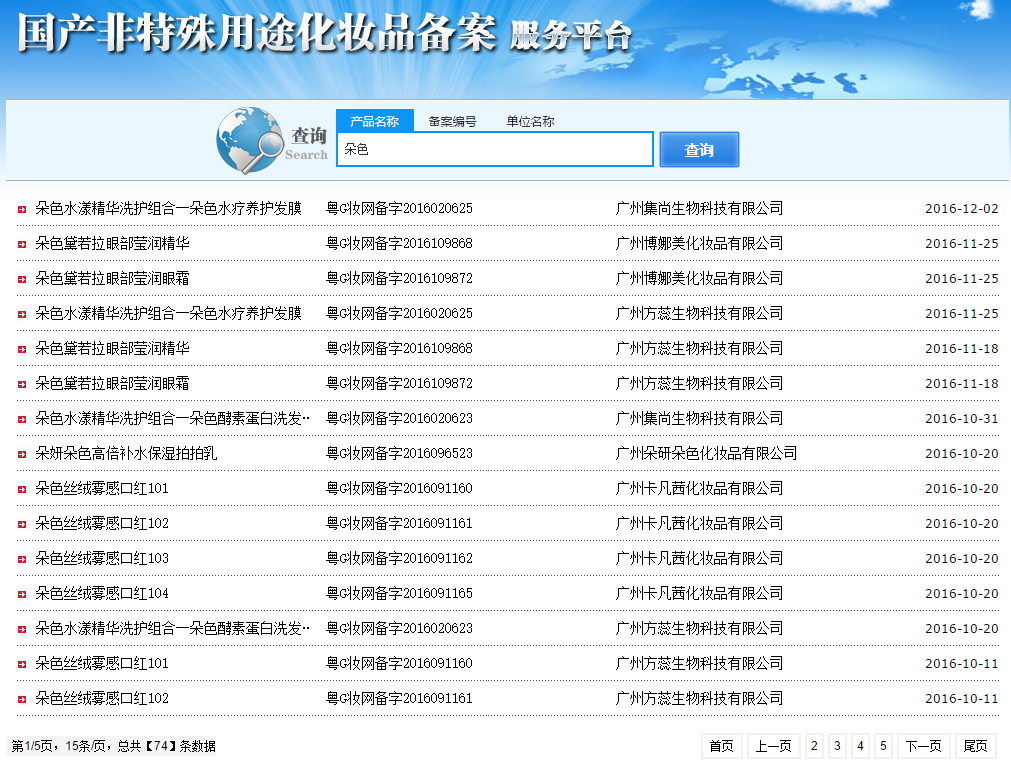 国产非特殊用途化妆品备案 服务平台
产品名称 备案编号 单位名称
查询
Search
朵色
查询
朵色水漾精华洗护组合一朵色水疗养护发膜 粤G妆网备字2016020625 广州集尚生物科技有限公司 2016-12-02
朵色黛若拉眼部莹润精华 粤G妆网备字2016109868 广州博娜美化妆品有限公司 2016-11-25
朵色黛若拉眼部莹润眼霜 粤G妆网备字2016109872 广州博娜美化妆品有限公司 2016-11-25
朵色水漾精华洗护组合一朵色水疗养护发膜 粤G妆网备字2016020625 广州方蕊生物科技有限公司 2016-11-25
朵色黛若拉眼部莹润精华 粤G妆网备字2016109868 广州方蕊生物科技有限公司 2016-11-18
朵色黛若拉眼部莹润眼霜 粤G妆网备字2016109872 广州方蕊生物科技有限公司 2016-11-18
朵色水漾精华洗护组合一朵色酵素蛋白洗发·· 粤G妆网备字2016020623 广州集尚生物科技有限公司 2016-10-31
朵妍朵色高倍补水保湿拍拍乳 粤G妆网备字2016096523 广州朵研朵色化妆品有限公司 2016-10-20
朵色丝绒雾感口红101 粤G妆网备字2016091160 广州卡凡茜化妆品有限公司 2016-10-20
朵色丝绒雾感口红102 粤G妆网备字2016091161 广州卡凡茜化妆品有限公司 2016-10-20
朵色丝绒雾感口红103 粤G妆网备字2016091162 广州卡凡茜化妆品有限公司 2016-10-20
朵色丝绒雾感口红104 粤G妆网备字2016091165 广州卡凡茜化妆品有限公司 2016-10-20
朵色水漾精华洗护组合一朵色酵素蛋白洗发·· 粤G妆网备字2016020623 广州方蕊生物科技有限公司 2016-10-20
朵色丝绒雾感口红101 粤G妆网备字2016091160 广州方蕊生物科技有限公司 2016-10-11
朵色丝绒雾感口红102 粤G妆网备字2016091161 广州方蕊生物科技有限公司 2016-10-11
第1/5页，15条/页，总共【74】条数据 首页 上一页 2 3 4 5 下一页 尾页